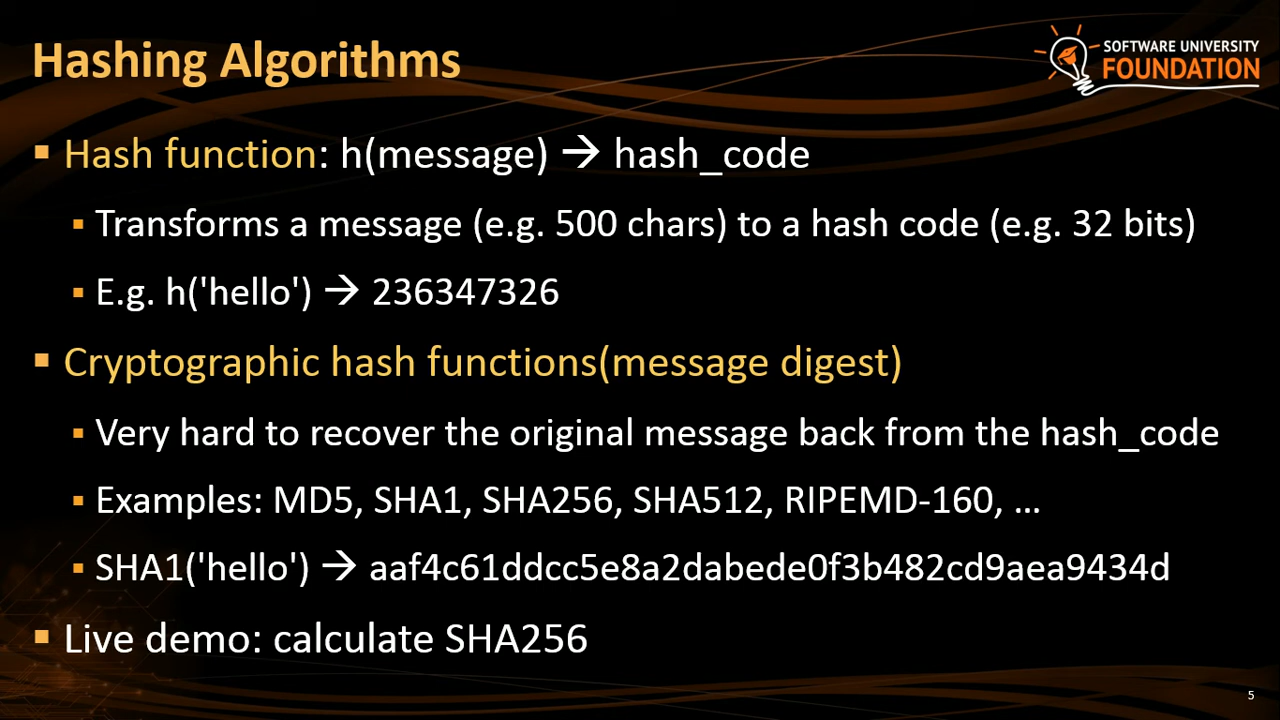 Hashing Algorithms
SOFTWARE UNIVERSITY
FOUNDATION
▪ Hash function: h(message) → hash_code
▪ Transforms a message (e.g. 500 chars) to a hash code (e.g. 32 bits)
▪ E.g. h('hello') → 236347326
▪ Cryptographic hash functions(message digest)
▪ Very hard to recover the original message back from the hash_code
▪ Examples: MD5, SHA1, SHA256, SHA512, RIPEMD-160, …
▪ SHA1('hello') → aaf4c61ddcc5e8a2dabede0f3b482cd9aea9434d
▪ Live demo: calculate SHA256
5